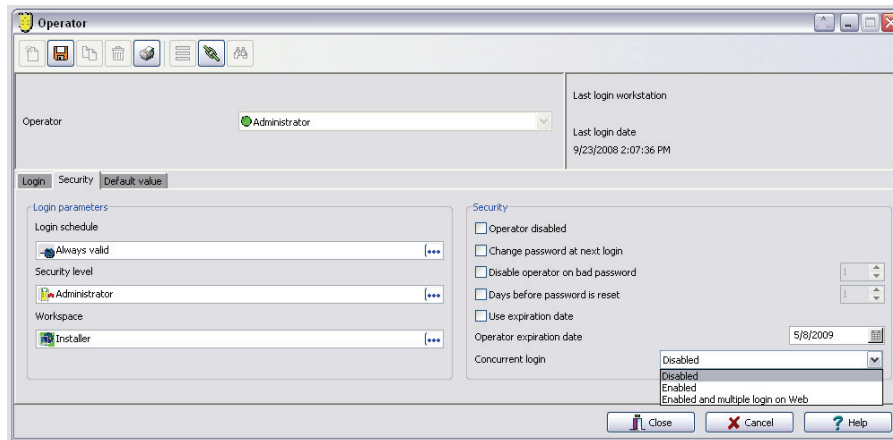 Operator
Last login workstation
Operator
Administrator
Last login date
9/23/2008 2:07:36 PM
Login Security Default value
Login parameters
Login schedule
Always valid
Security level
Administrator
Workspace
Installer
Security
Operator disabled
Change password at next login
Disable operator on bad password 1
Days before password is reset 1
Use expiration date
Operator expiration date 5/8/2009
Concurrent login Disabled
Disabled
Enabled
Enabled and multiple login on Web
Close Cancel ? Help